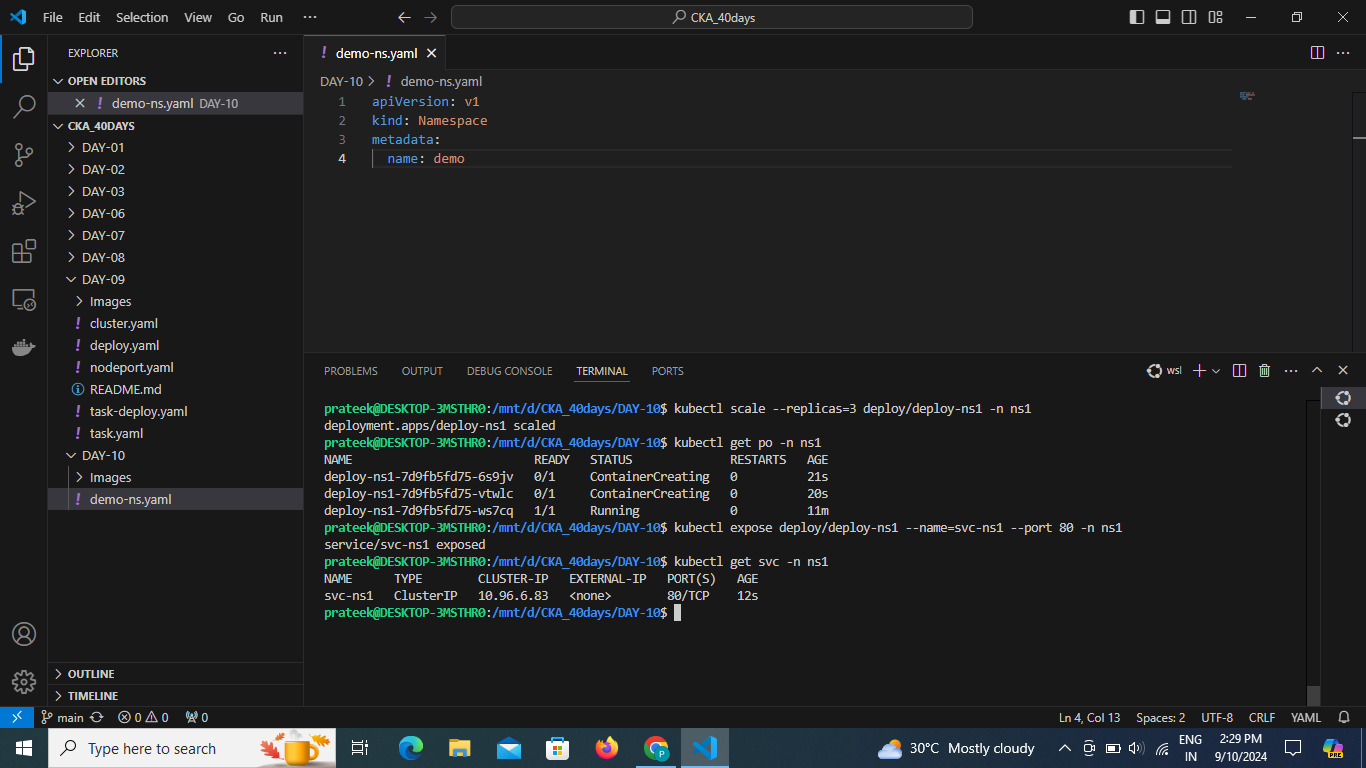 File Edit Selection View Go Run ··· CKA_40days
EXPLORER ···
OPEN EDITORS
demo-ns.yaml DAY-10
CKA_40DAYS
DAY-01
DAY-02
DAY-03
DAY-06
DAY-07
DAY-08
DAY-09
Images
! cluster.yaml
! deploy.yaml
! nodeport.yaml
README.md
! task-deploy.yaml
! task.yaml
DAY-10
Images
! demo-ns.yaml
OUTLINE
TIMELINE
! demo-ns.yaml
DAY-10 > ! demo-ns.yaml
1 apiVersion: v1
2 kind: Namespace
3 metadata:
4   name: demo
PROBLEMS OUTPUT DEBUG CONSOLE TERMINAL PORTS wsl
prateek@DESKTOP-3MSTHR0:/mnt/d/CKA_40days/DAY-10$ kubectl scale --replicas=3 deploy/deploy-ns1 -n ns1
deployment.apps/deploy-ns1 scaled
prateek@DESKTOP-3MSTHR0:/mnt/d/CKA_40days/DAY-10$ kubectl get po -n ns1
NAME READY STATUS RESTARTS AGE
deploy-ns1-7d9fb5fd75-6s9jv 0/1 ContainerCreating 0 21s
deploy-ns1-7d9fb5fd75-vtwlc 0/1 ContainerCreating 0 20s
deploy-ns1-7d9fb5fd75-ws7cq 1/1 Running 0 11m
prateek@DESKTOP-3MSTHR0:/mnt/d/CKA_40days/DAY-10$ kubectl expose deploy/deploy-ns1 --name=svc-ns1 --port 80 -n ns1
service/svc-ns1 exposed
prateek@DESKTOP-3MSTHR0:/mnt/d/CKA_40days/DAY-10$ kubectl get svc -n ns1
NAME TYPE CLUSTER-IP EXTERNAL-IP PORT(S) AGE
svc-ns1 ClusterIP 10.96.6.83 <none> 80/TCP 12s
prateek@DESKTOP-3MSTHR0:/mnt/d/CKA_40days/DAY-10$
main 0 0 0 Ln 4, Col 13 Spaces: 2 UTF-8 CRLF YAML
Type here to search 30°C Mostly cloudy ENG IN 2:29 PM 9/10/2024 PRE